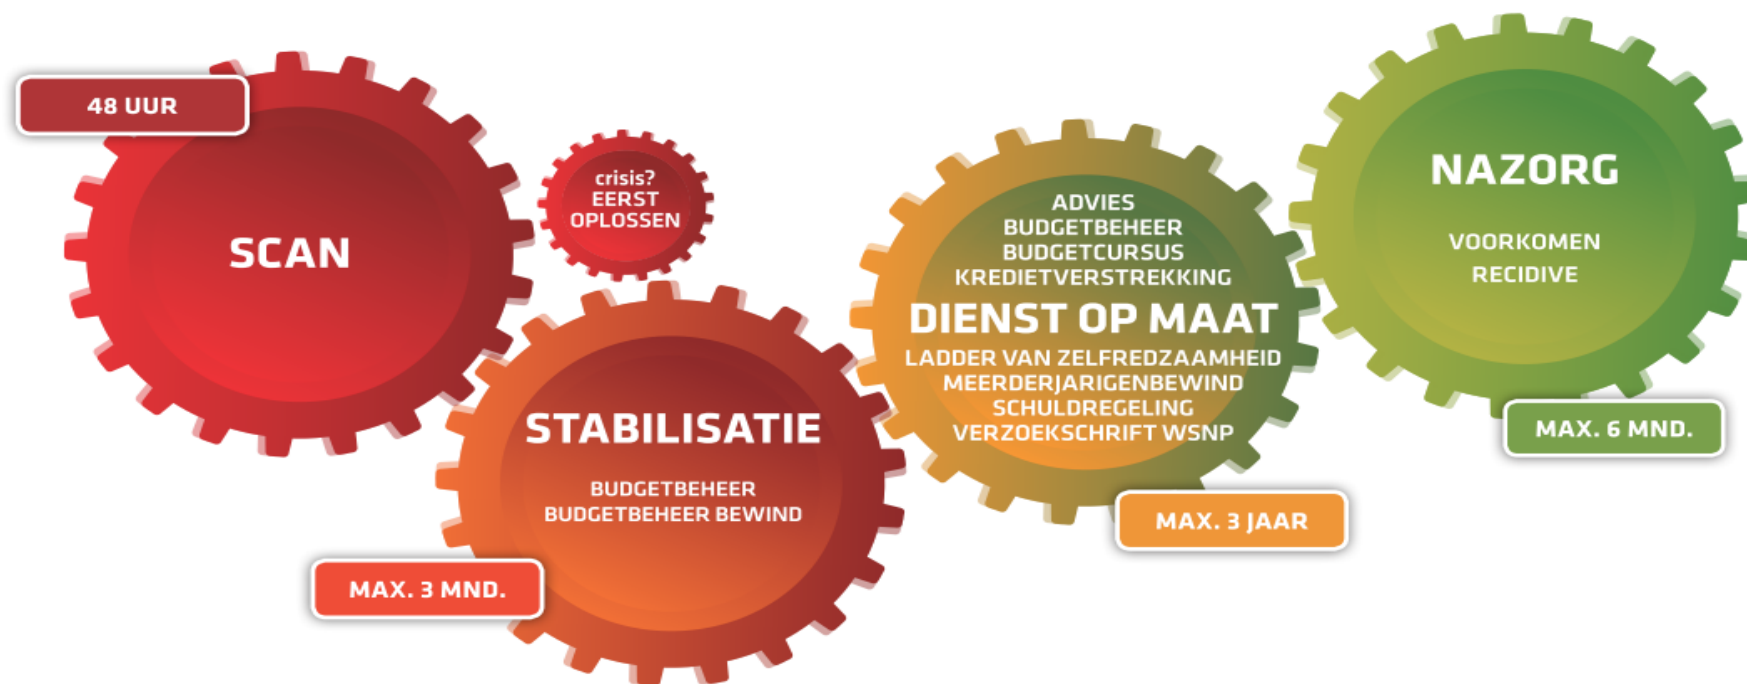 48 UUR
SCAN
crisis?
EERST
OPLOSSEN
STABILISATIE
BUDGETBEHEER
BUDGETBEHEER BEWIND
MAX. 3 MND.
ADVIES
BUDGETBEHEER
BUDGETCURSUS
KREDIETVERSTREKKING
DIENST OP MAAT
LADDER VAN ZELFREDZAAMHEID
MEERDERJARIGENBEWIND
SCHULDREGELING
VERZOEKSCHRIFT WSNP
MAX. 3 JAAR
NAZORG
VOORKOMEN
RECIDIVE
MAX. 6 MND.